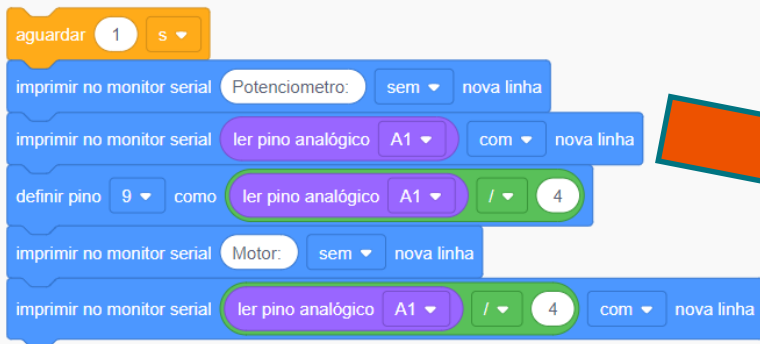 aguardar 1 s
imprimir no monitor serial Potenciometro: sem nova linha
imprimir no monitor serial ler pino analógico A1 com nova linha
definir pino 9 como ler pino analógico A1 / 4
imprimir no monitor serial Motor: sem nova linha
imprimir no monitor serial ler pino analógico A1 / 4 com nova linha